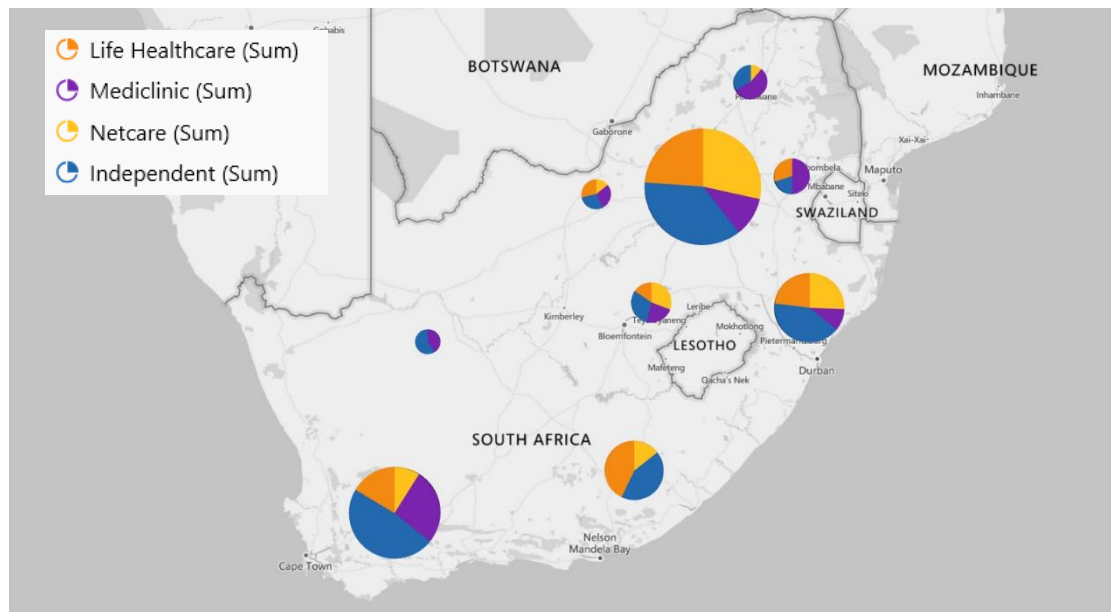 Life Healthcare (Sum)
Mediclinic (Sum)
Netcare (Sum)
Independent (Sum)
BOTSWANA
MOZAMBIQUE
Inhambane
Gaborone
Xai-Xai
Maputo
Mbabane
Siteki
SWAZILAND
Kimberley
Leribe
Bloemfontein
Mokhotlong
LESOTHO
Mafeteng
Qacha's Nek
Durban
SOUTH AFRICA
Nelson
Mandela Bay
Cape Town